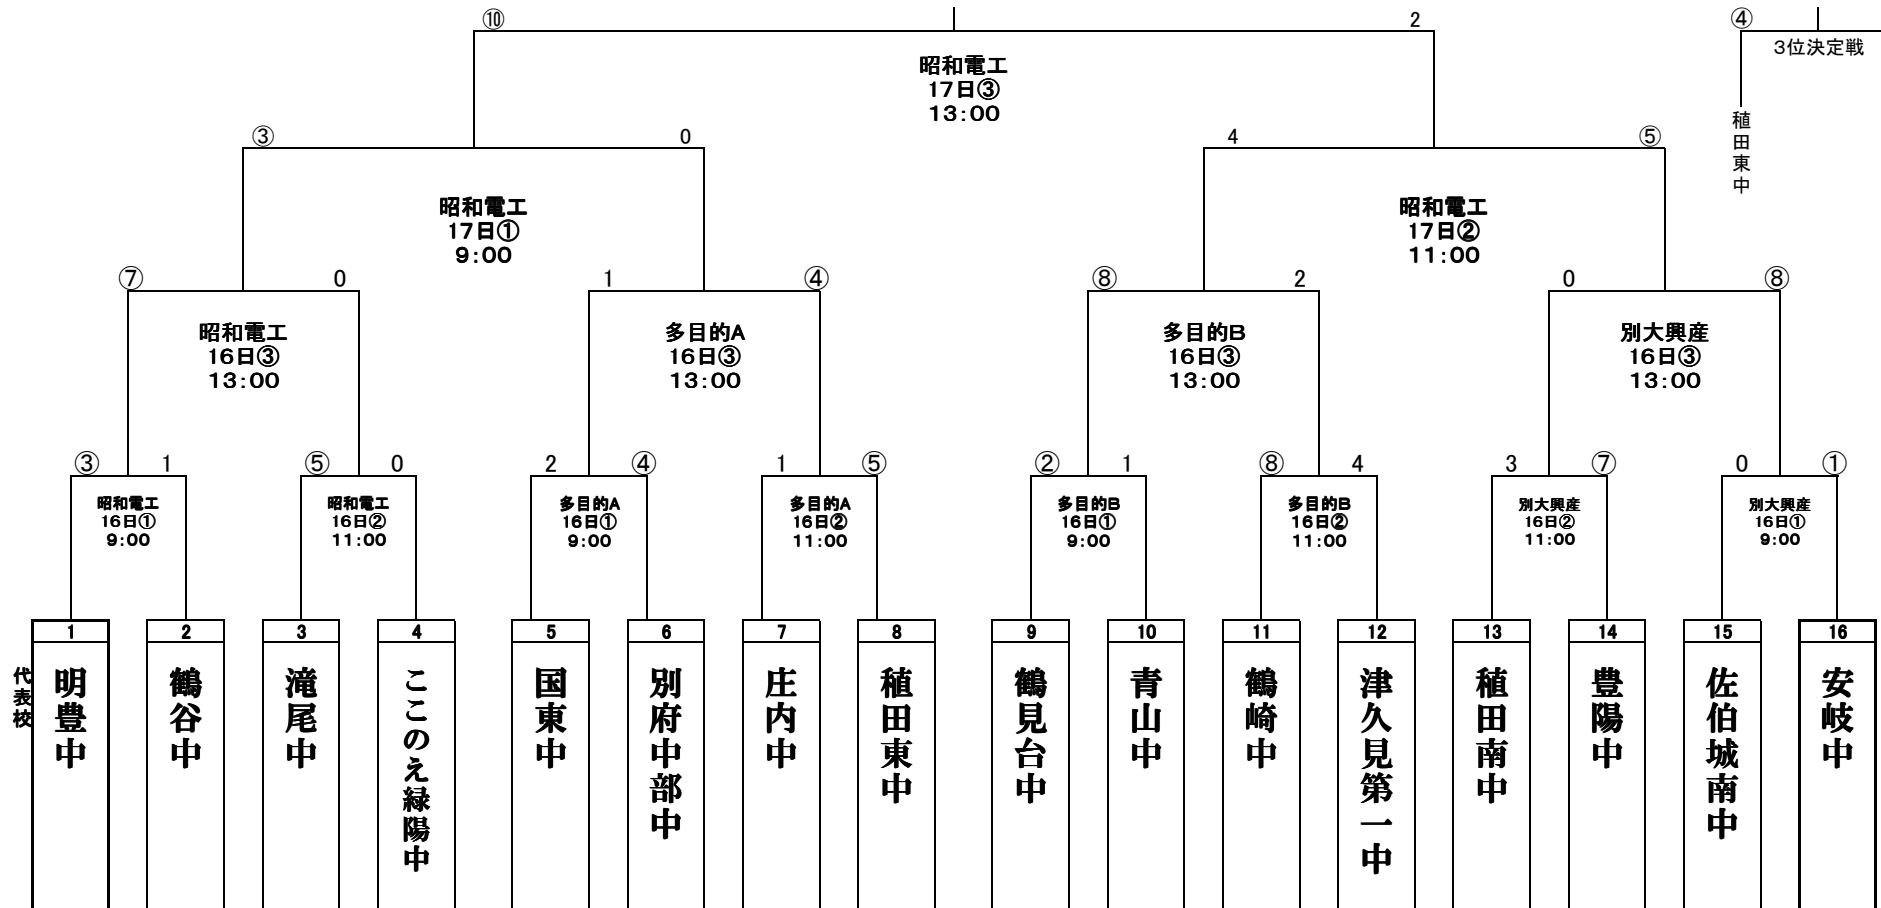 ⑩ 2 ④
3位決定戦
昭和電工
17日③
13:00
稙田東中
③ 0 4 ⑤
昭和電工
17日①
9:00
昭和電工
17日②
11:00
⑦ 0 1 ④ ⑧ 2 0 ⑧
昭和電工
16日③
13:00
多目的A
16日③
13:00
多目的B
16日③
13:00
別大興産
16日③
13:00
③ 1 ⑤ 0 2 ④ 1 ⑤ ② 1 ⑧ 4 3 ⑦ 0 ①
昭和電工
16日①
9:00
昭和電工
16日②
11:00
多目的A
16日①
9:00
多目的A
16日②
11:00
多目的B
16日①
9:00
多目的B
16日②
11:00
別大興産
16日②
11:00
別大興産
16日①
9:00
1 2 3 4 5 6 7 8 9 10 11 12 13 14 15 16
代表校
明豊中
鶴谷中
滝尾中
ここのえ緑陽中
国東中
別府中部中
庄内中
稙田東中
鶴見台中
青山中
鶴崎中
津久見第一中
稙田南中
豊陽中
佐伯城南中
安岐中